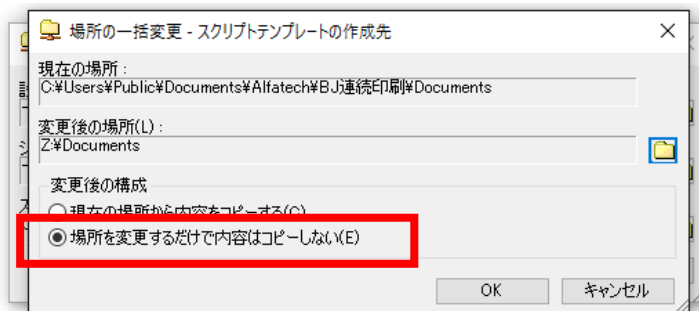 場所の一括変更 - スクリプトテンプレートの作成先
現在の場所 :
C:¥Users¥Public¥Documents¥Alfatech¥BJ連続印刷¥Documents
変更後の場所(L) :
Z:¥Documents
変更後の構成
現在の場所から内容をコピーする(C)
場所を変更するだけで内容はコピーしない(E)
OK
キャンセル